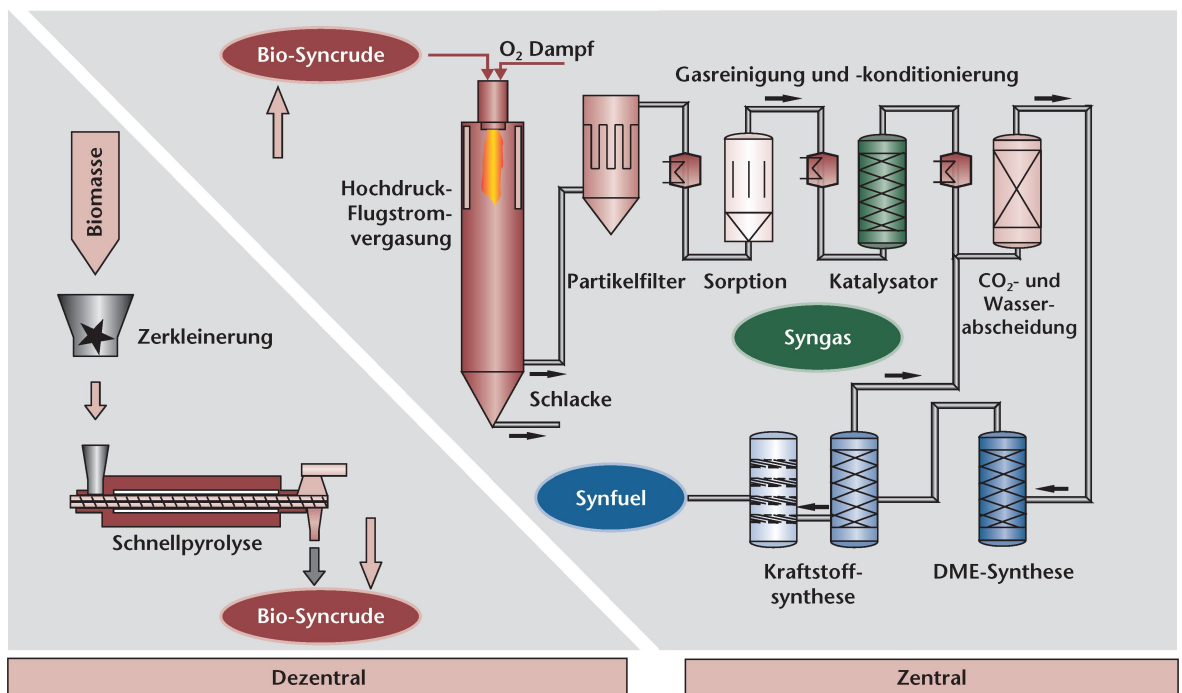 Bio-Syncrude
O₂ Dampf
Gasreinigung und -konditionierung
Biomasse
Hochdruck-
Flugstrom-
vergasung
Partikelfilter
Sorption
Katalysator
CO₂- und
Wasser-
abscheidung
Zerkleinerung
Syngas
Schlacke
Synfuel
Schnellpyrolyse
Kraftstoff-
synthese
DME-Synthese
Bio-Syncrude
Dezentral
Zentral